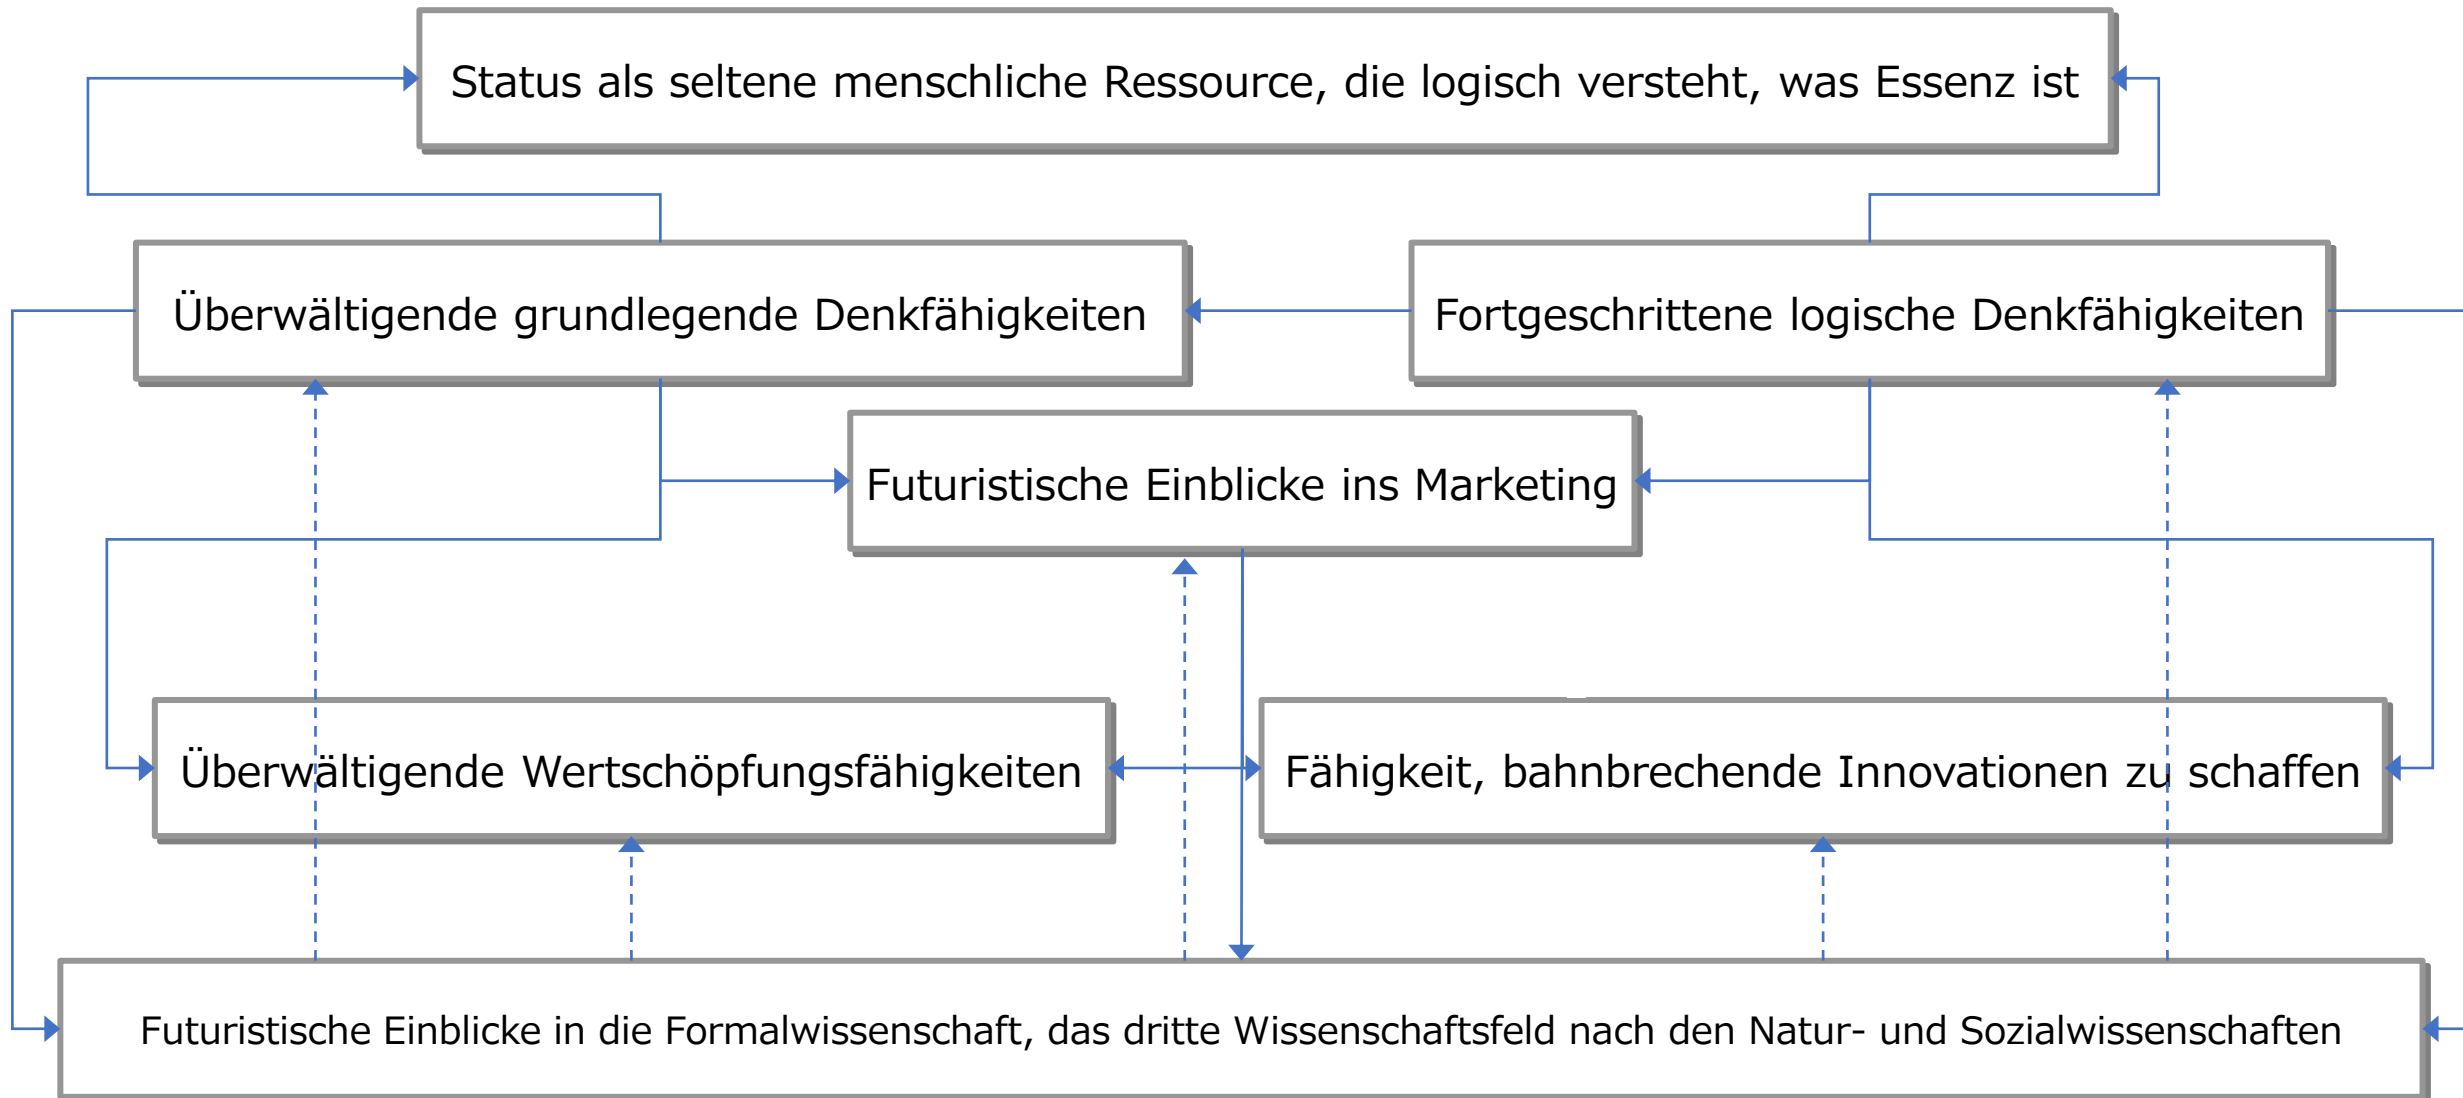 Status als seltene menschliche Ressource, die logisch versteht, was Essenz ist
Überwältigende grundlegende Denkfähigkeiten
Fortgeschrittene logische Denkfähigkeiten
Futuristische Einblicke ins Marketing
Überwältigende Wertschöpfungsfähigkeiten
Fähigkeit, bahnbrechende Innovationen zu schaffen
Futuristische Einblicke in die Formalwissenschaft, das dritte Wissenschaftsfeld nach den Natur- und Sozialwissenschaften